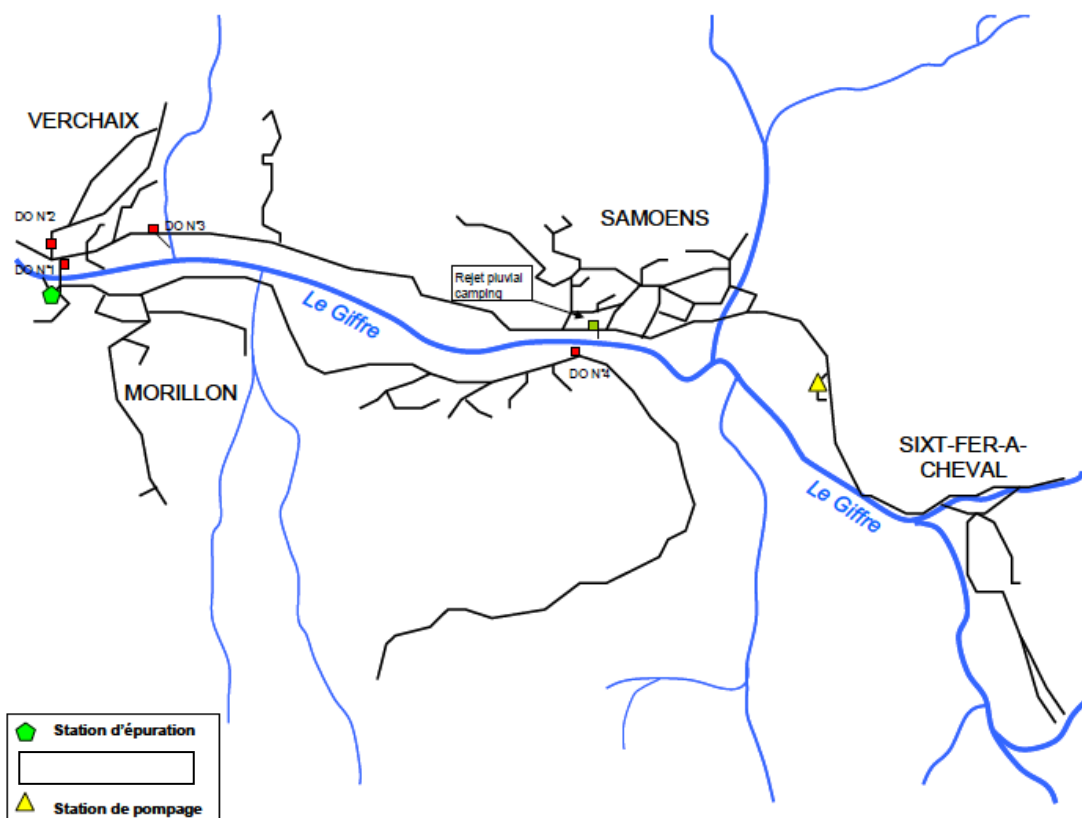 VERCHAIX
DO N°2
DO N°3
DO N°1
SAMOENS
Rejet pluvial
camping
Le Giffre
DO N°4
MORILLON
SIXT-FER-A-
CHEVAL
Le Giffre
Station d'épuration
Station de pompage